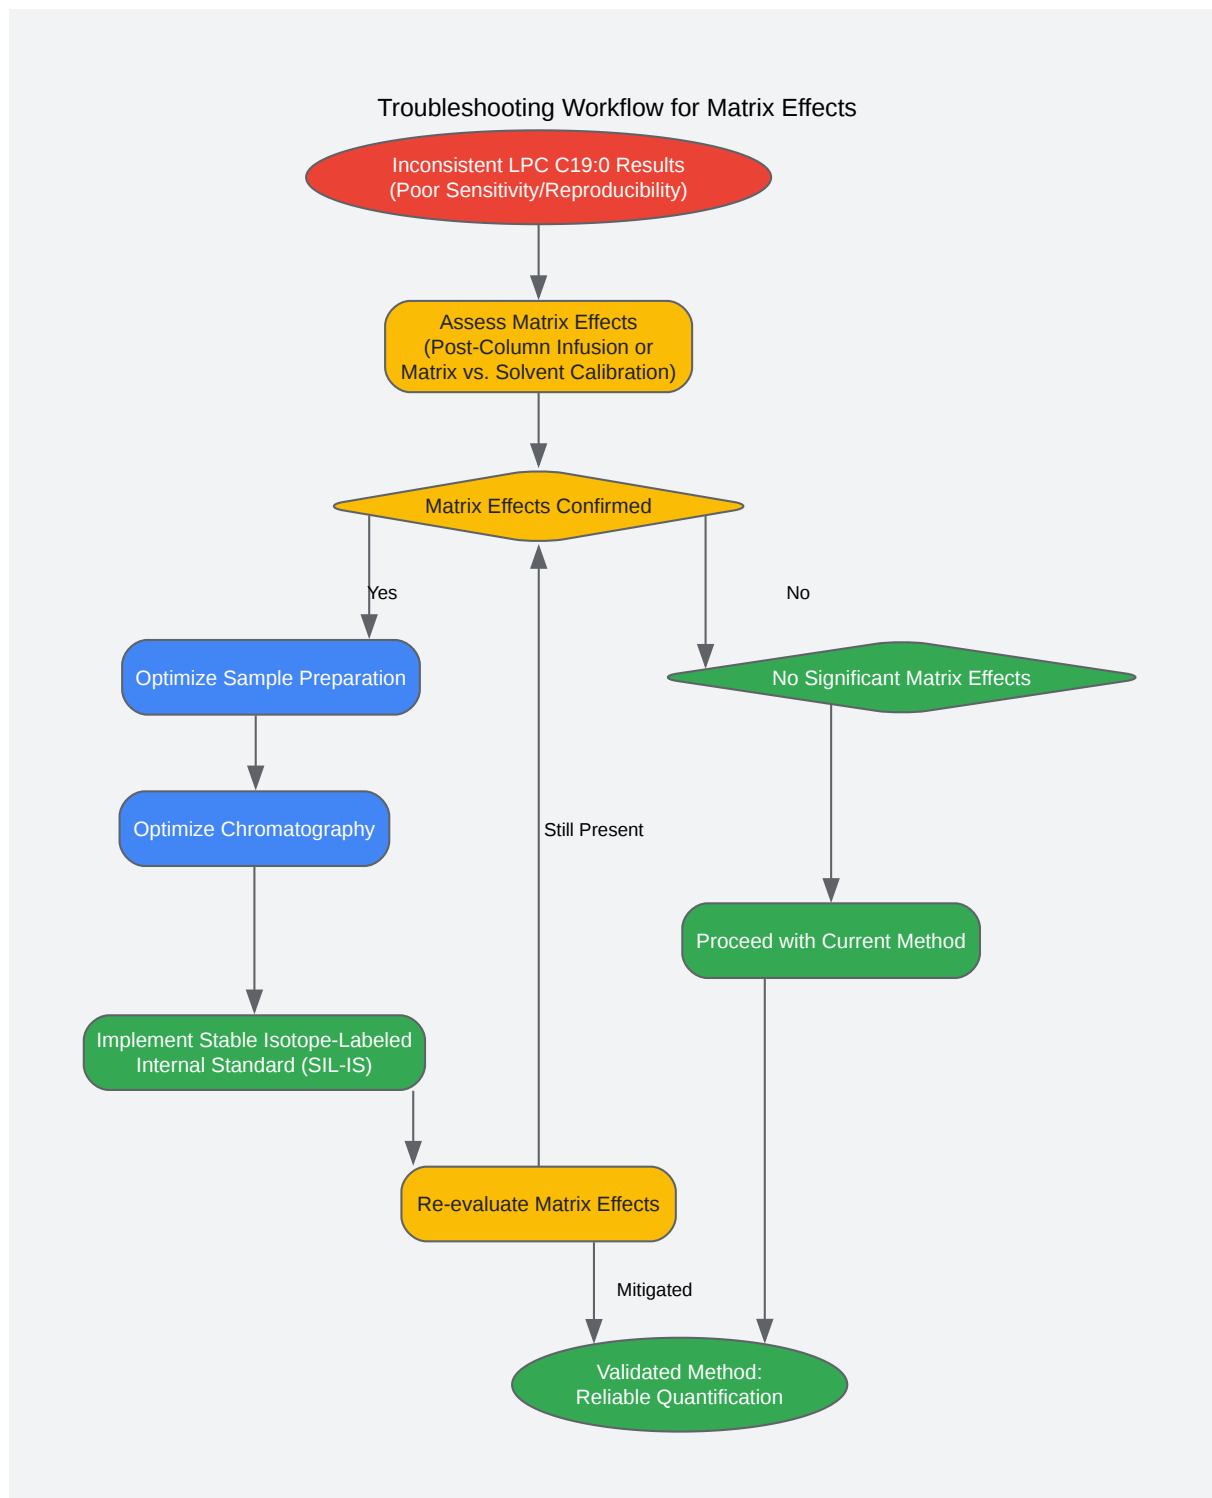 Troubleshooting Workflow for Matrix Effects
Inconsistent LPC C19:0 Results
(Poor Sensitivity/Reproducibility)
Assess Matrix Effects
(Post-Column Infusion or
Matrix vs. Solvent Calibration)
Matrix Effects Confirmed
Yes
No
Optimize Sample Preparation
No Significant Matrix Effects
Optimize Chromatography
Still Present
Proceed with Current Method
Implement Stable Isotope-Labeled
Internal Standard (SIL-IS)
Re-evaluate Matrix Effects
Mitigated
Validated Method:
Reliable Quantification